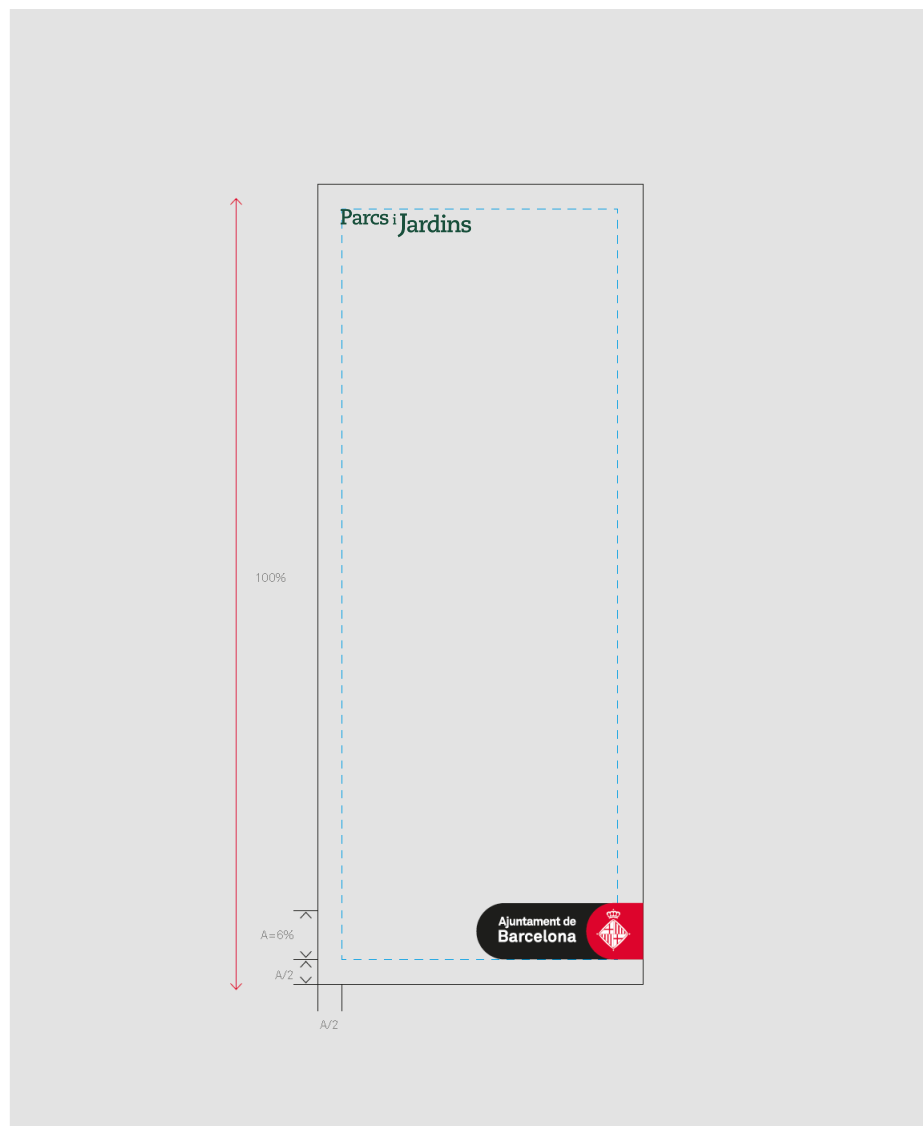 Parcs i Jardins
100%
Ajuntament de
Barcelona
A=6%
A/2
A/2